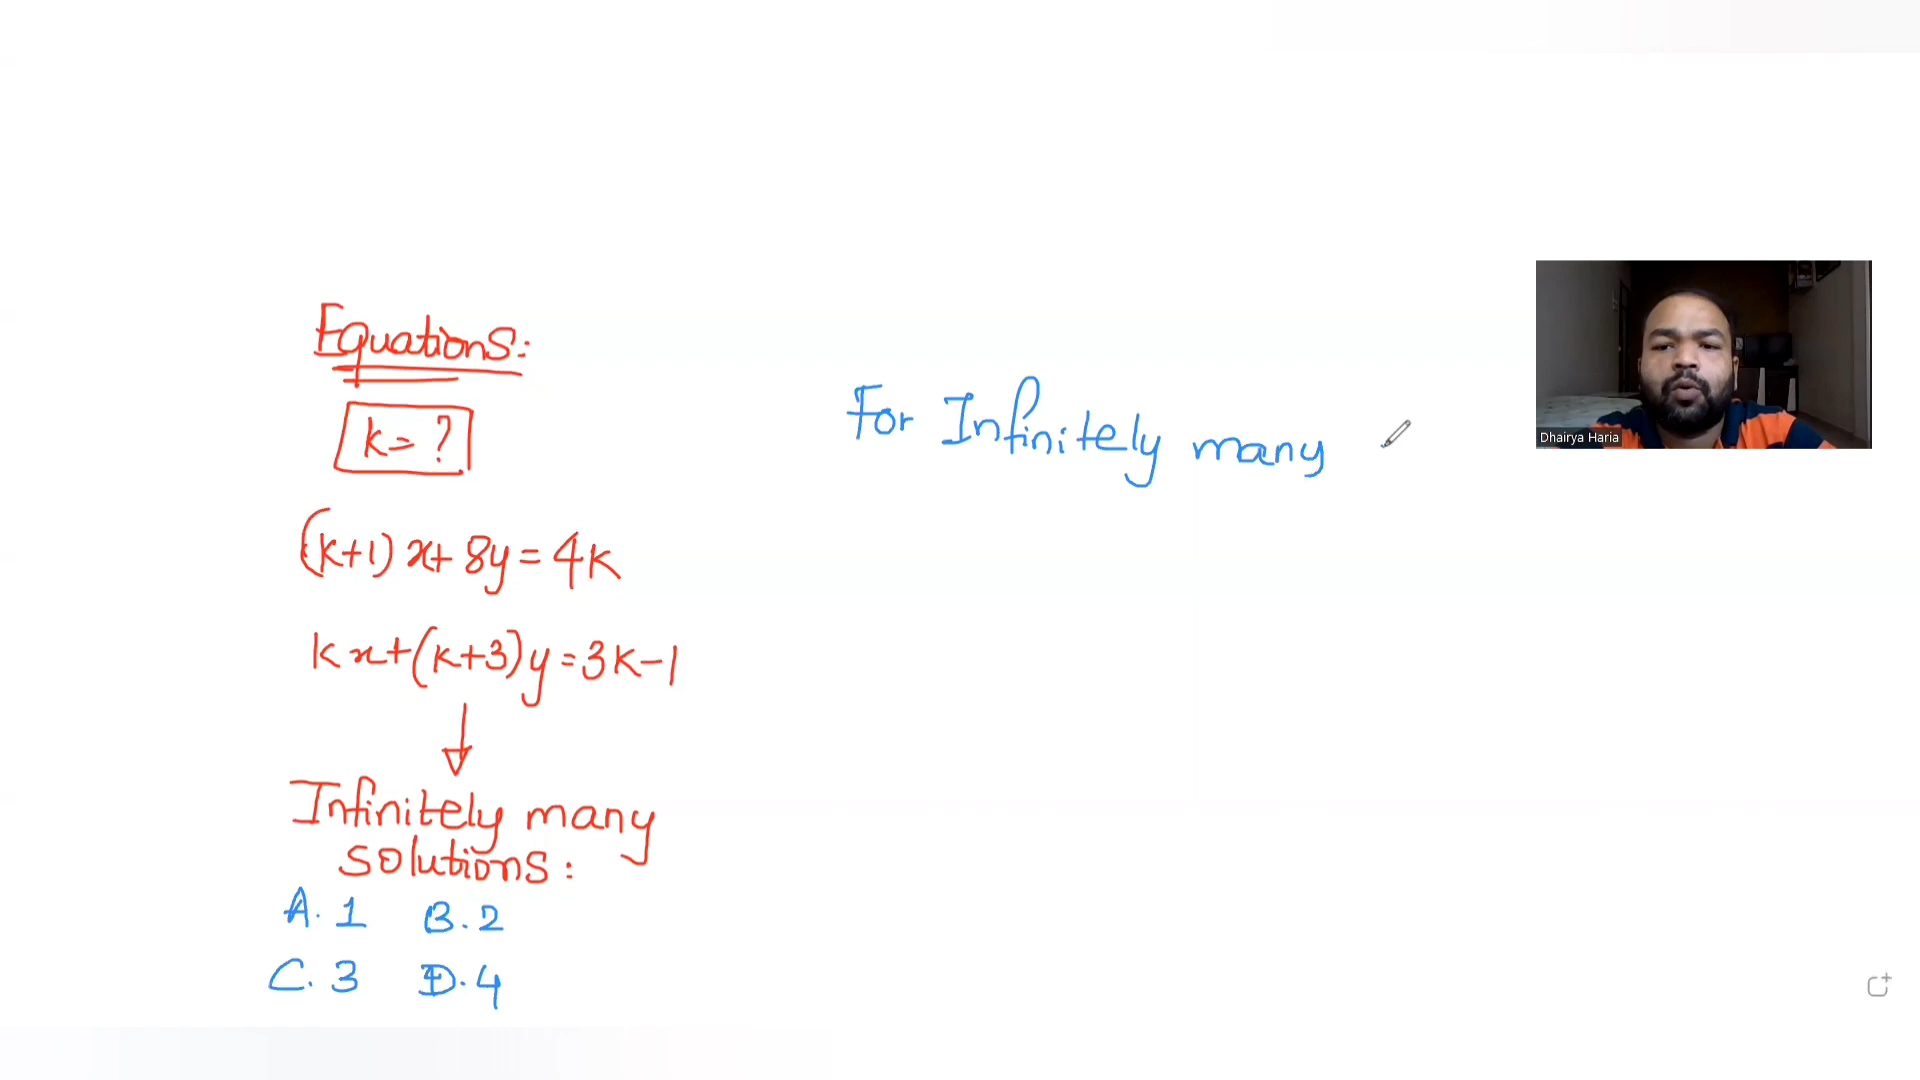 Equations:
k = ?
(k+1) x + 8y = 4k
kx + (k+3)y = 3k-1
Infinitely many
solutions:
A. 1 B. 2
C. 3 D. 4
For Infinitely many
Dhairya Haria